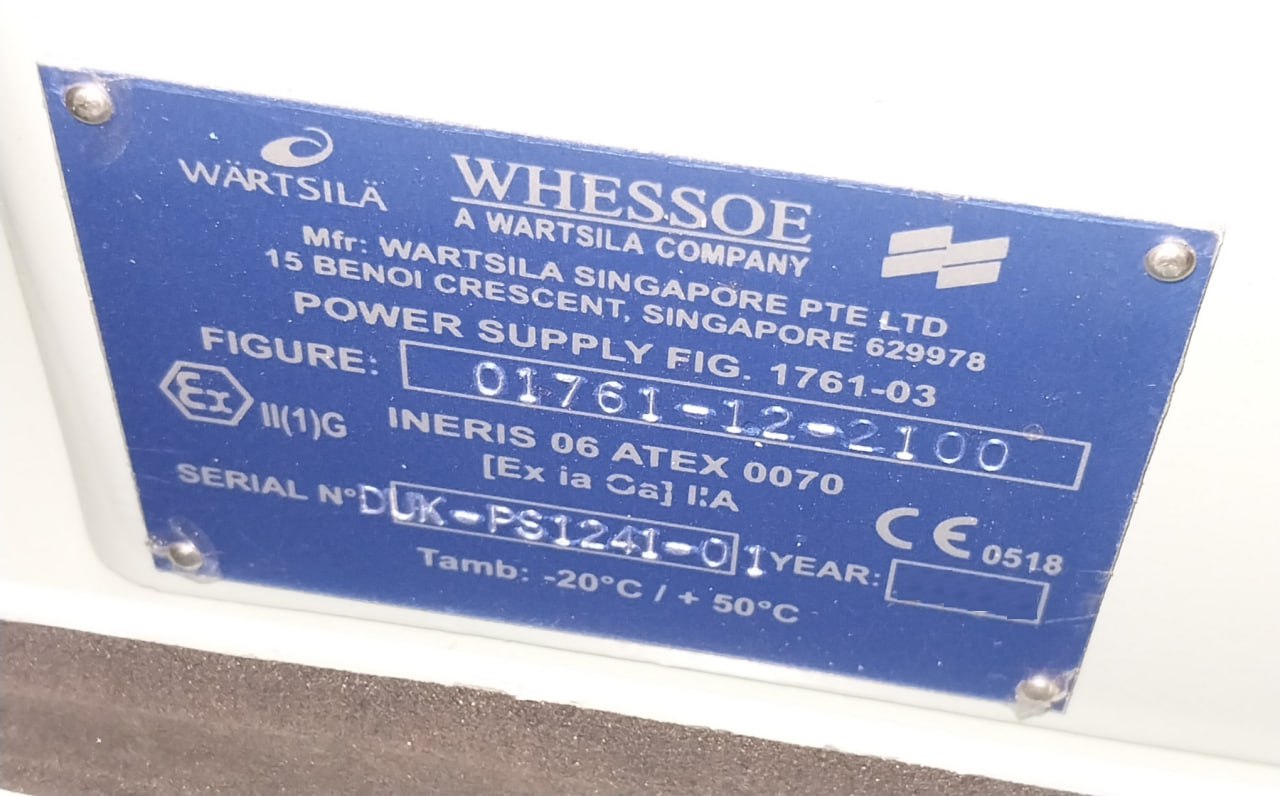 WÄRTSILÄ
WHESSOE
A WARTSILA COMPANY
Mfr: WARTSILA SINGAPORE PTE LTD
15 BENOI CRESCENT, SINGAPORE 629978
POWER SUPPLY FIG. 1761-03
FIGURE: 01761-12-2100
Ex II(1)G INERIS 06 ATEX 0070
[Ex ia Ga] IIA
SERIAL N° DUK-PS1241-01 YEAR:
CE 0518
Tamb: -20°C / + 50°C